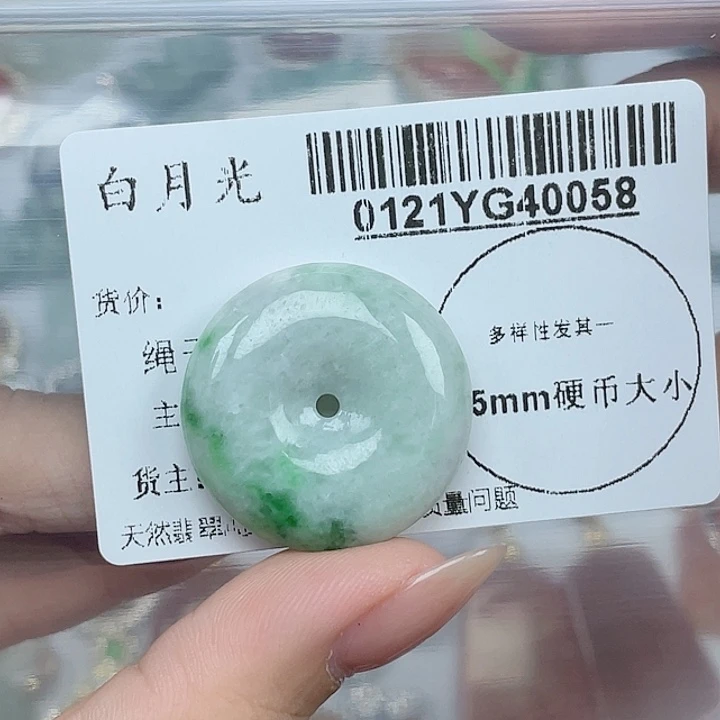 白月光
0121YG40058
货价:
多样性发其一
绳
5mm硬币大小
主
货主:
天然翡翠 质量问题